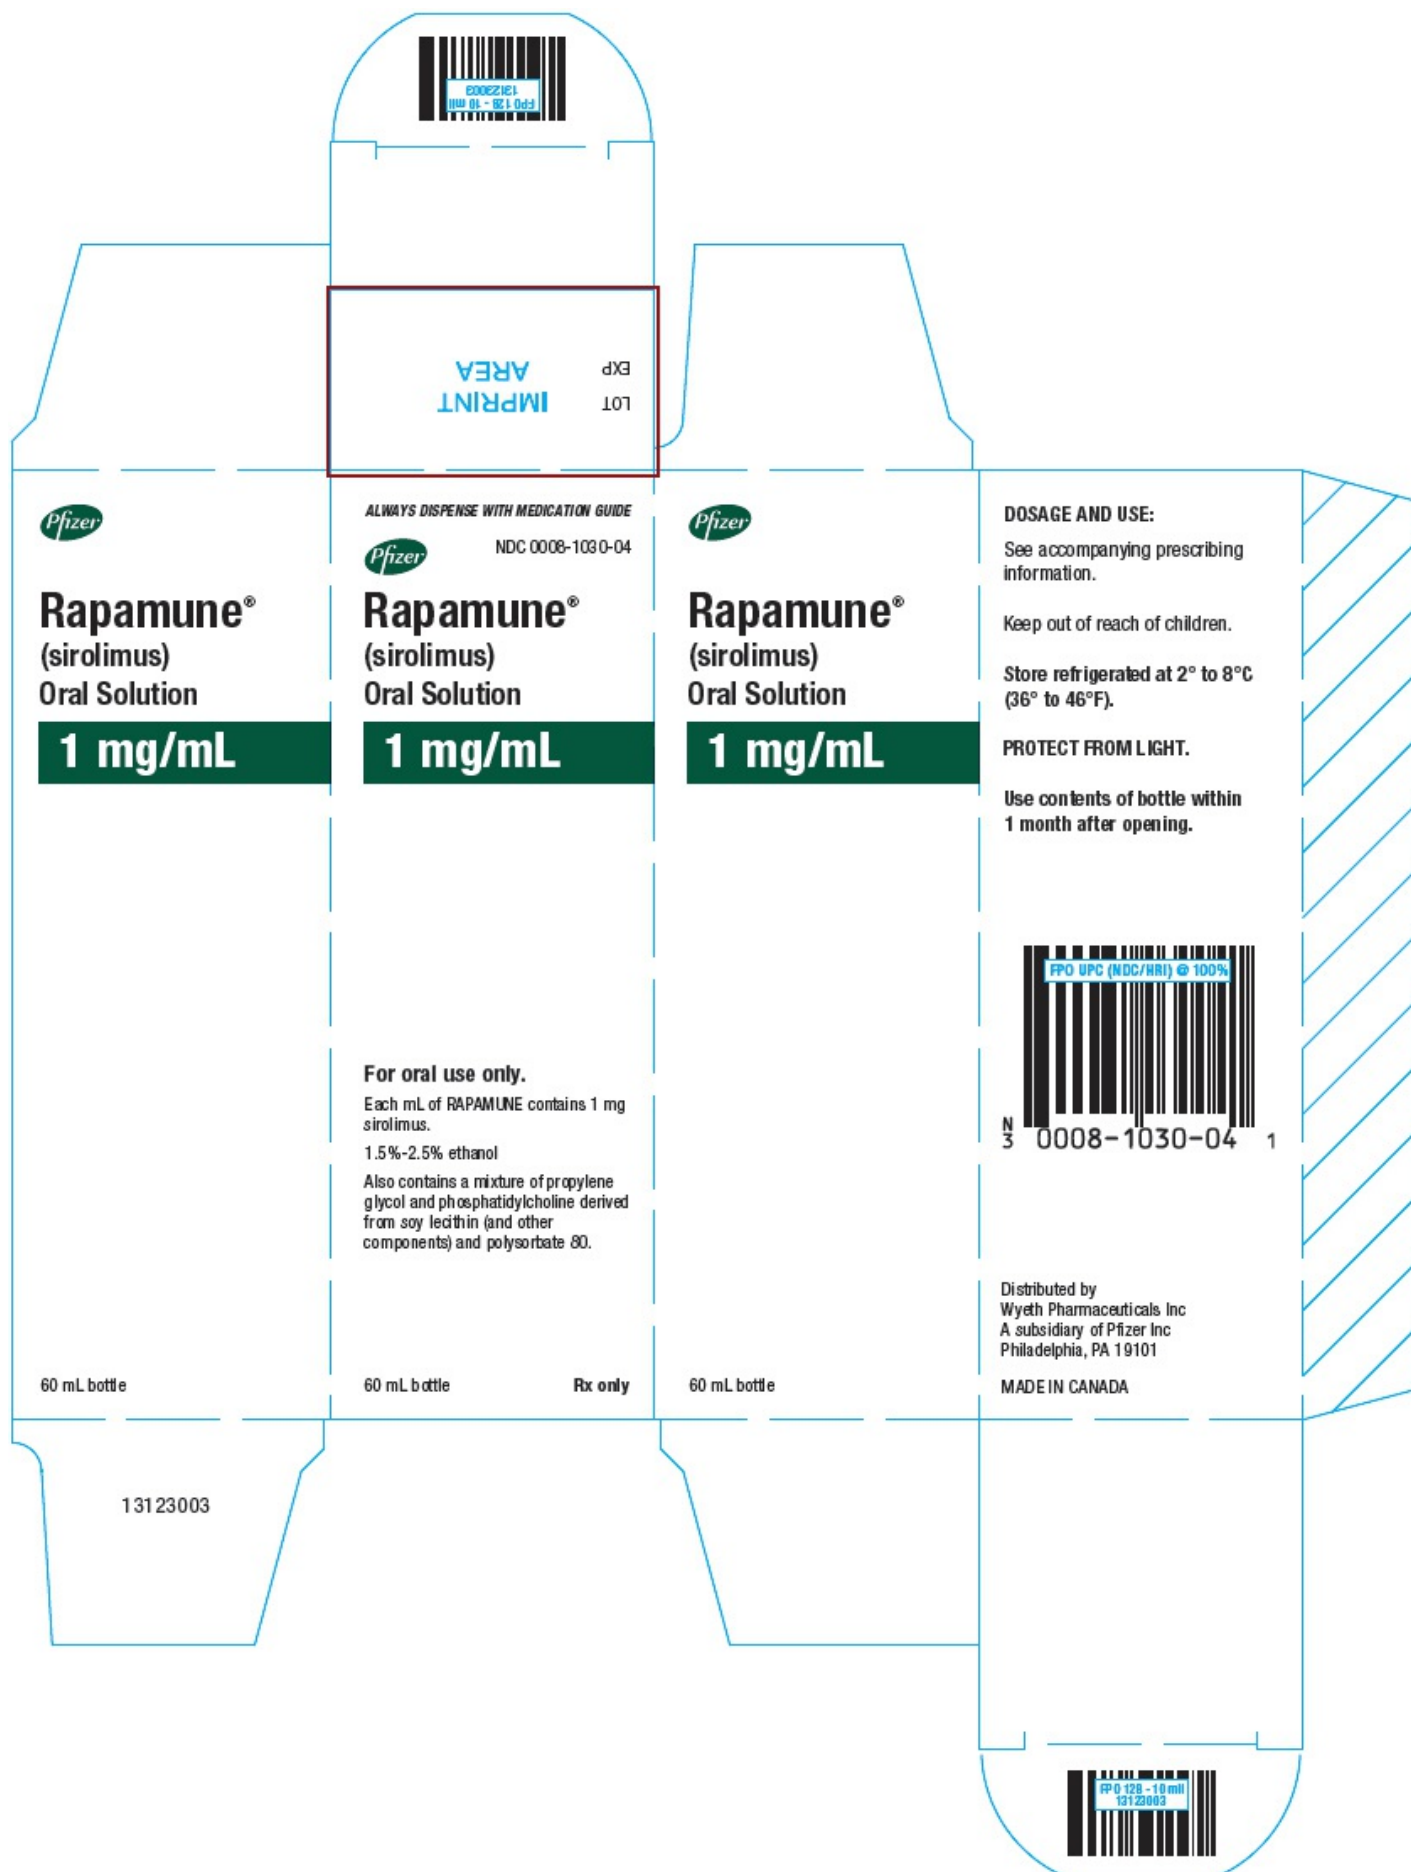 FPO 128 - 10 mil
13123003
LOT
EXP
IMPRINT
AREA
Pfizer
Rapamune®
(sirolimus)
Oral Solution
1 mg/mL
60 mL bottle
13123003
ALWAYS DISPENSE WITH MEDICATION GUIDE
Pfizer
NDC 0008-1030-04
Rapamune®
(sirolimus)
Oral Solution
1 mg/mL
For oral use only.
Each mL of RAPAMUNE contains 1 mg
sirolimus.
1.5%-2.5% ethanol
Also contains a mixture of propylene
glycol and phosphatidylcholine derived
from soy lecithin (and other
components) and polysorbate 80.
60 mL bottle
Rx only
Pfizer
Rapamune®
(sirolimus)
Oral Solution
1 mg/mL
60 mL bottle
DOSAGE AND USE:
See accompanying prescribing
information.
Keep out of reach of children.
Store refrigerated at 2° to 8°C
(36° to 46°F).
PROTECT FROM LIGHT.
Use contents of bottle within
1 month after opening.
FPO UPC (NDC/HRI) @ 100%
N
3 0008-1030-04 1
Distributed by
Wyeth Pharmaceuticals Inc
A subsidiary of Pfizer Inc
Philadelphia, PA 19101
MADE IN CANADA
FPO 128 - 10 mil
13123003